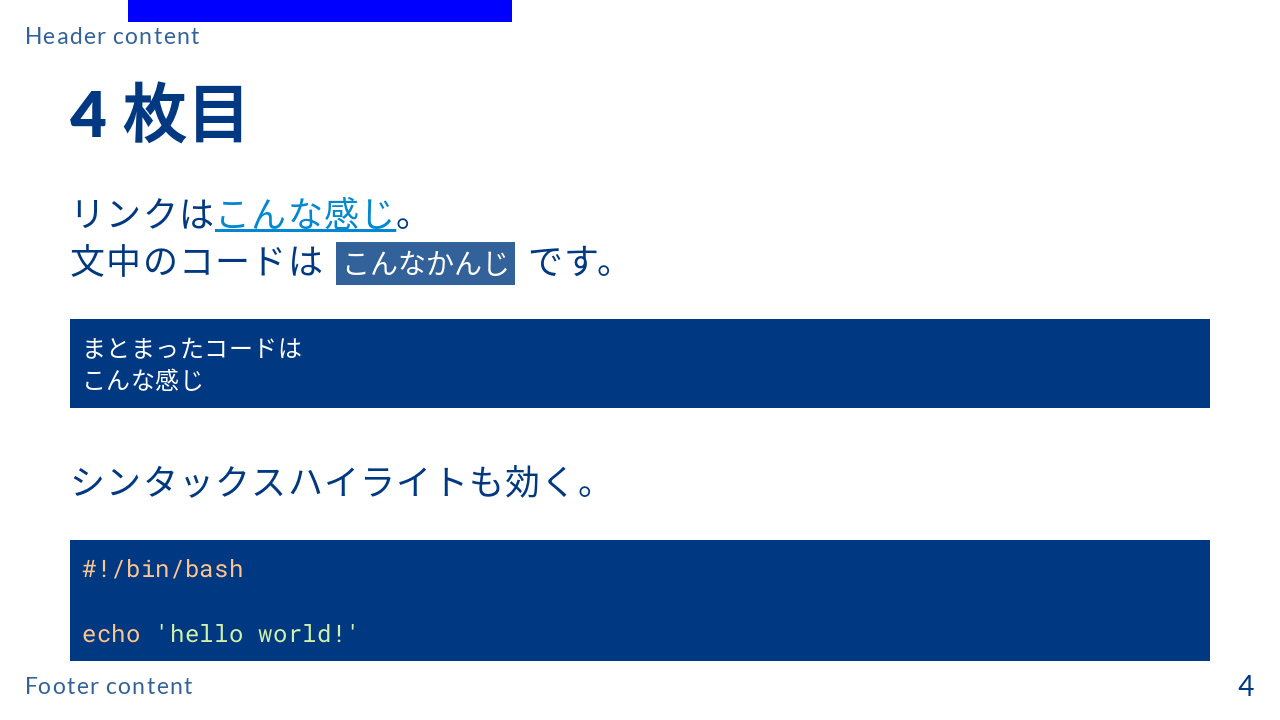 Header content
4 枚目
リンクはこんな感じ。
文中のコードは こんなかんじ です。
まとまったコードは
こんな感じ
シンタックスハイライトも効く。
#!/bin/bash
echo 'hello world!'
Footer content
4